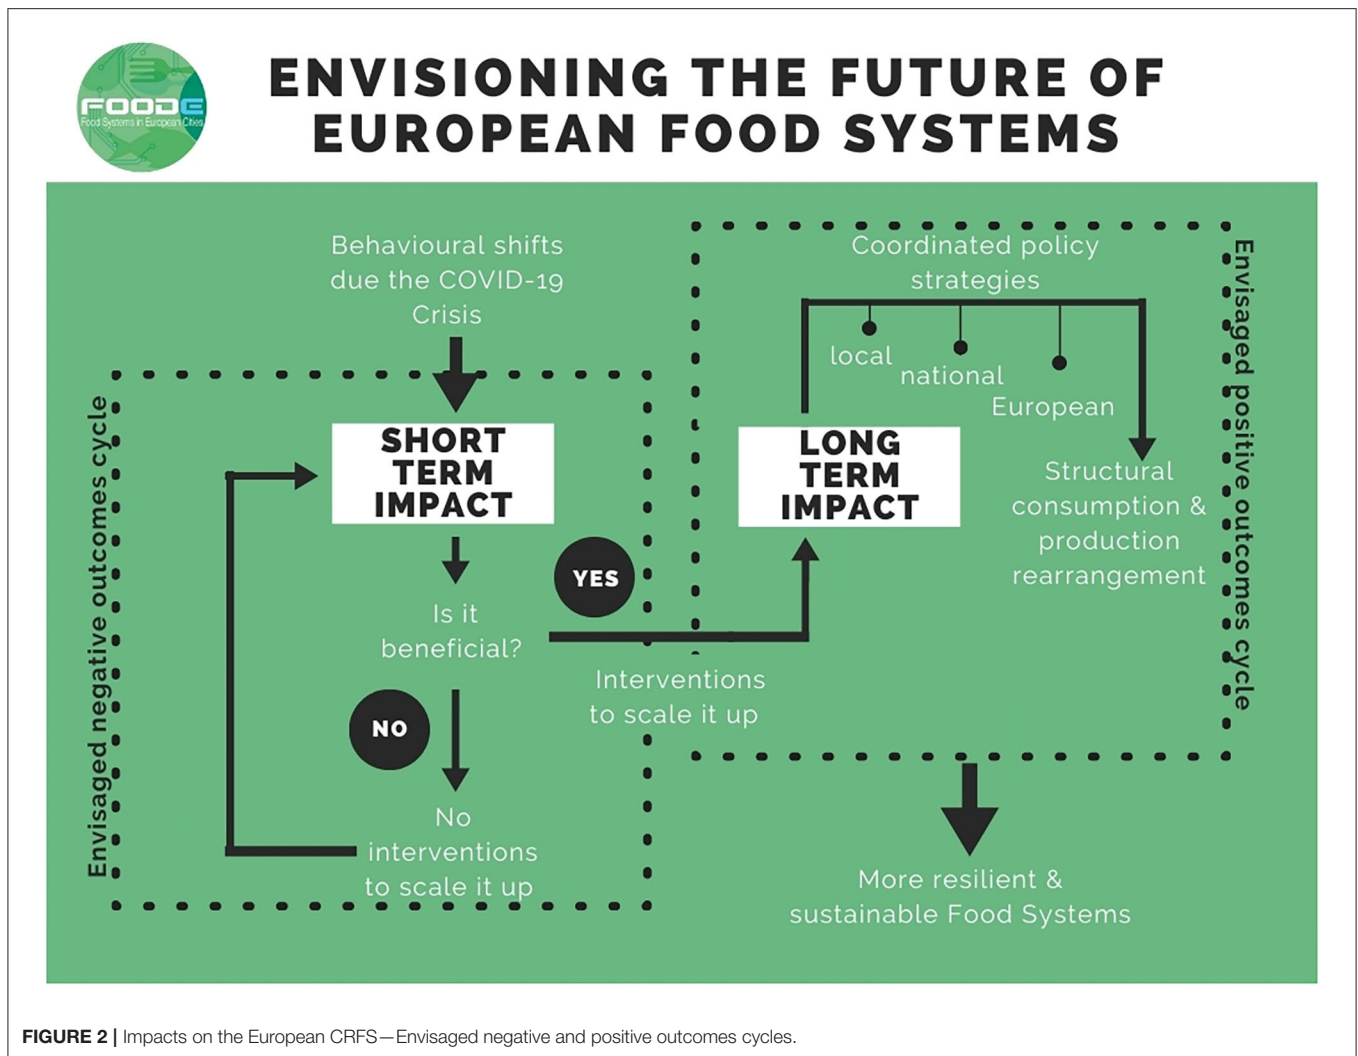 FOODE
Food Systems in European Cities
ENVISIONING THE FUTURE OF
EUROPEAN FOOD SYSTEMS
Behavioural shifts
due the COVID-19
Crisis
Envisaged negative outcomes cycle
SHORT
TERM
IMPACT
Is it
beneficial?
YES
NO
No
interventions
to scale it up
Interventions
to scale it up
Coordinated policy
strategies
local
national
European
LONG
TERM
IMPACT
Structural
consumption &
production
rearrangement
Envisaged positive outcomes cycle
More resilient &
sustainable Food Systems
FIGURE 2 | Impacts on the European CRFS—Envisaged negative and positive outcomes cycles.